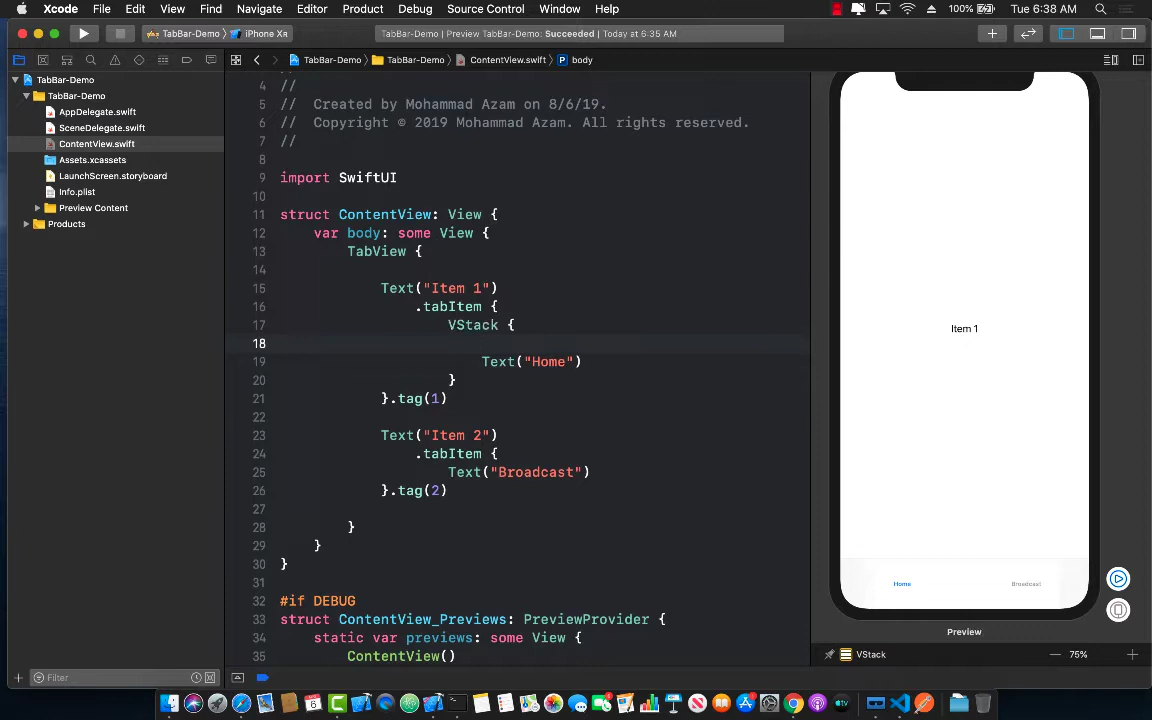 Xcode File Edit View Find Navigate Editor Product Debug Source Control Window Help 100% Tue 6:38 AM
TabBar-Demo iPhone XR TabBar-Demo | Preview TabBar-Demo: Succeeded | Today at 6:35 AM
TabBar-Demo TabBar-Demo ContentView.swift P body
TabBar-Demo
TabBar-Demo
AppDelegate.swift
SceneDelegate.swift
ContentView.swift
Assets.xcassets
LaunchScreen.storyboard
Info.plist
Preview Content
Products
Filter
4 //
5 //  Created by Mohammad Azam on 8/6/19.
6 //  Copyright © 2019 Mohammad Azam. All rights reserved.
7 //
8
9 import SwiftUI
10
11 struct ContentView: View {
12 var body: some View {
13 TabView {
14
15 Text("Item 1")
16 .tabItem {
17 VStack {
18
19 Text("Home")
20 }
21 }.tag(1)
22
23 Text("Item 2")
24 .tabItem {
25 Text("Broadcast")
26 }.tag(2)
27
28 }
29 }
30 }
31
32 #if DEBUG
33 struct ContentView_Previews: PreviewProvider {
34 static var previews: some View {
35 ContentView()
Item 1
Home Broadcast
Preview
VStack 75%
6